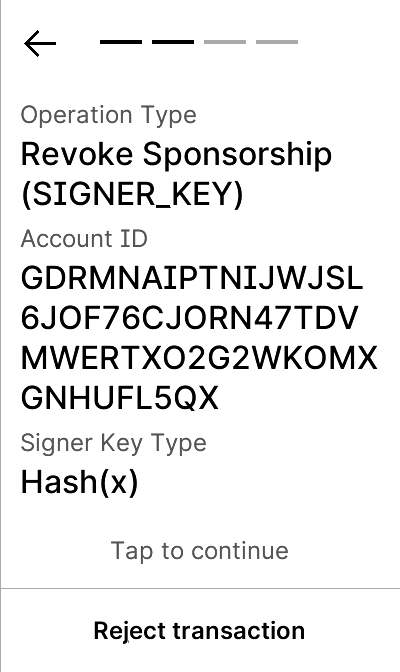 Operation Type
Revoke Sponsorship
(SIGNER_KEY)
Account ID
GDRMNAIPTNIJWJSL
6JOF76CJORN47TDV
MWERTXO2G2WKOMX
GNHUFL5QX
Signer Key Type
Hash(x)
Tap to continue
Reject transaction